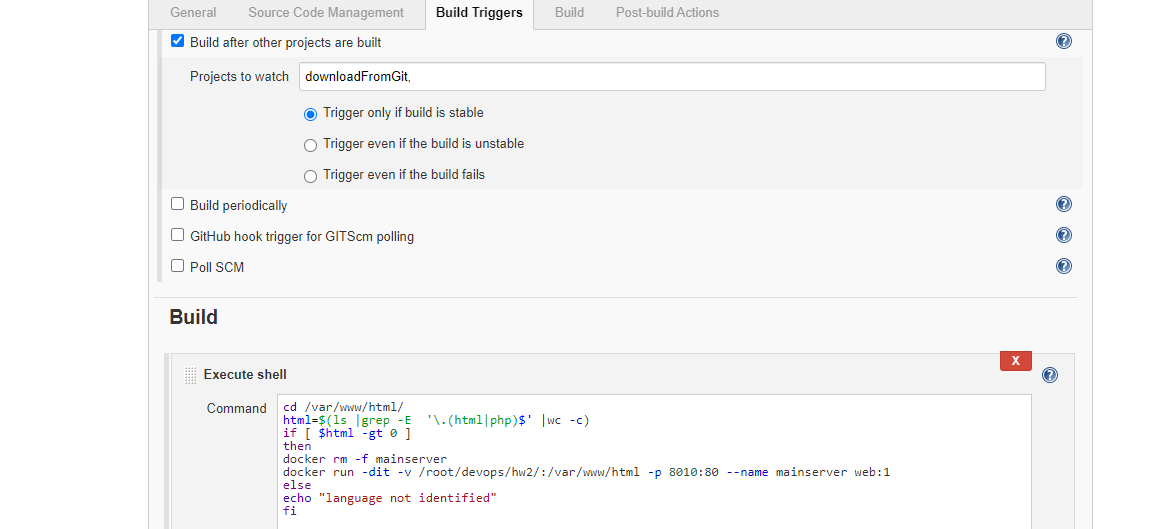 General Source Code Management Build Triggers Build Post-build Actions
Build after other projects are built
Projects to watch downloadFromGit,
Trigger only if build is stable
Trigger even if the build is unstable
Trigger even if the build fails
Build periodically
GitHub hook trigger for GITScm polling
Poll SCM
Build
X
Execute shell
Command
cd /var/www/html/
html=$(ls |grep -E  '\.(html|php)$' |wc -c)
if [ $html -gt 0 ]
then
docker rm -f mainserver
docker run -dit -v /root/devops/hw2/:/var/www/html -p 8010:80 --name mainserver web:1
else
echo "language not identified"
fi